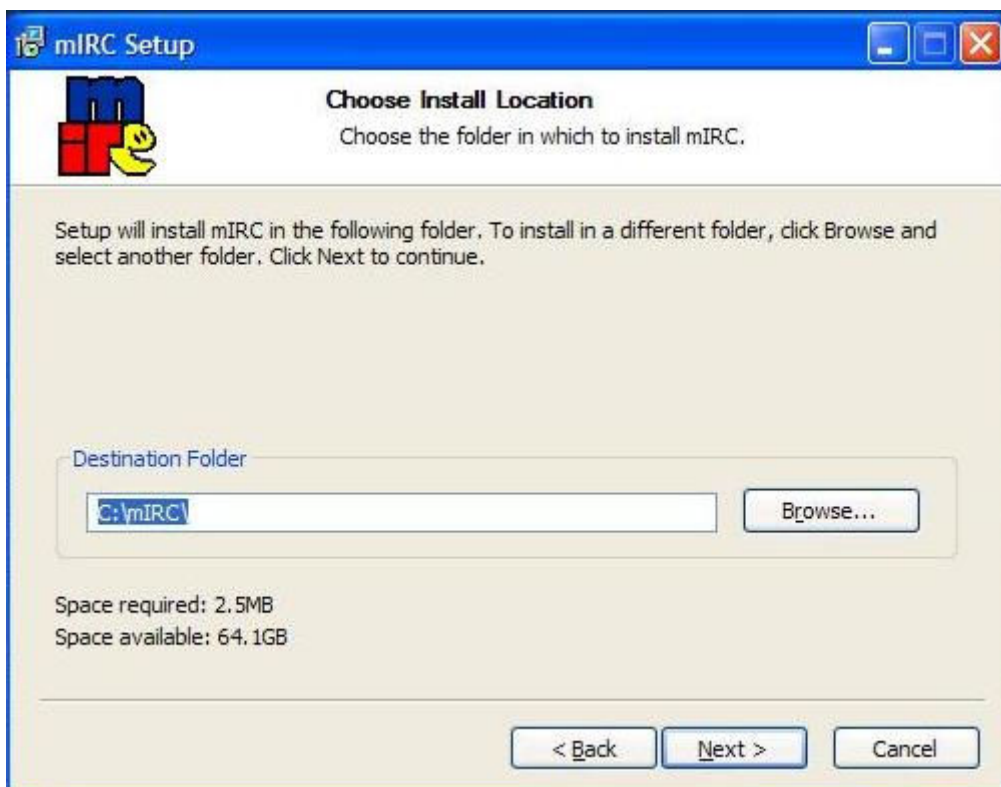 mIRC Setup
mirc
Choose Install Location
Choose the folder in which to install mIRC.
Setup will install mIRC in the following folder. To install in a different folder, click Browse and
select another folder. Click Next to continue.
Destination Folder
C:\mIRC\
Browse...
Space required: 2.5MB
Space available: 64.1GB
< Back
Next >
Cancel